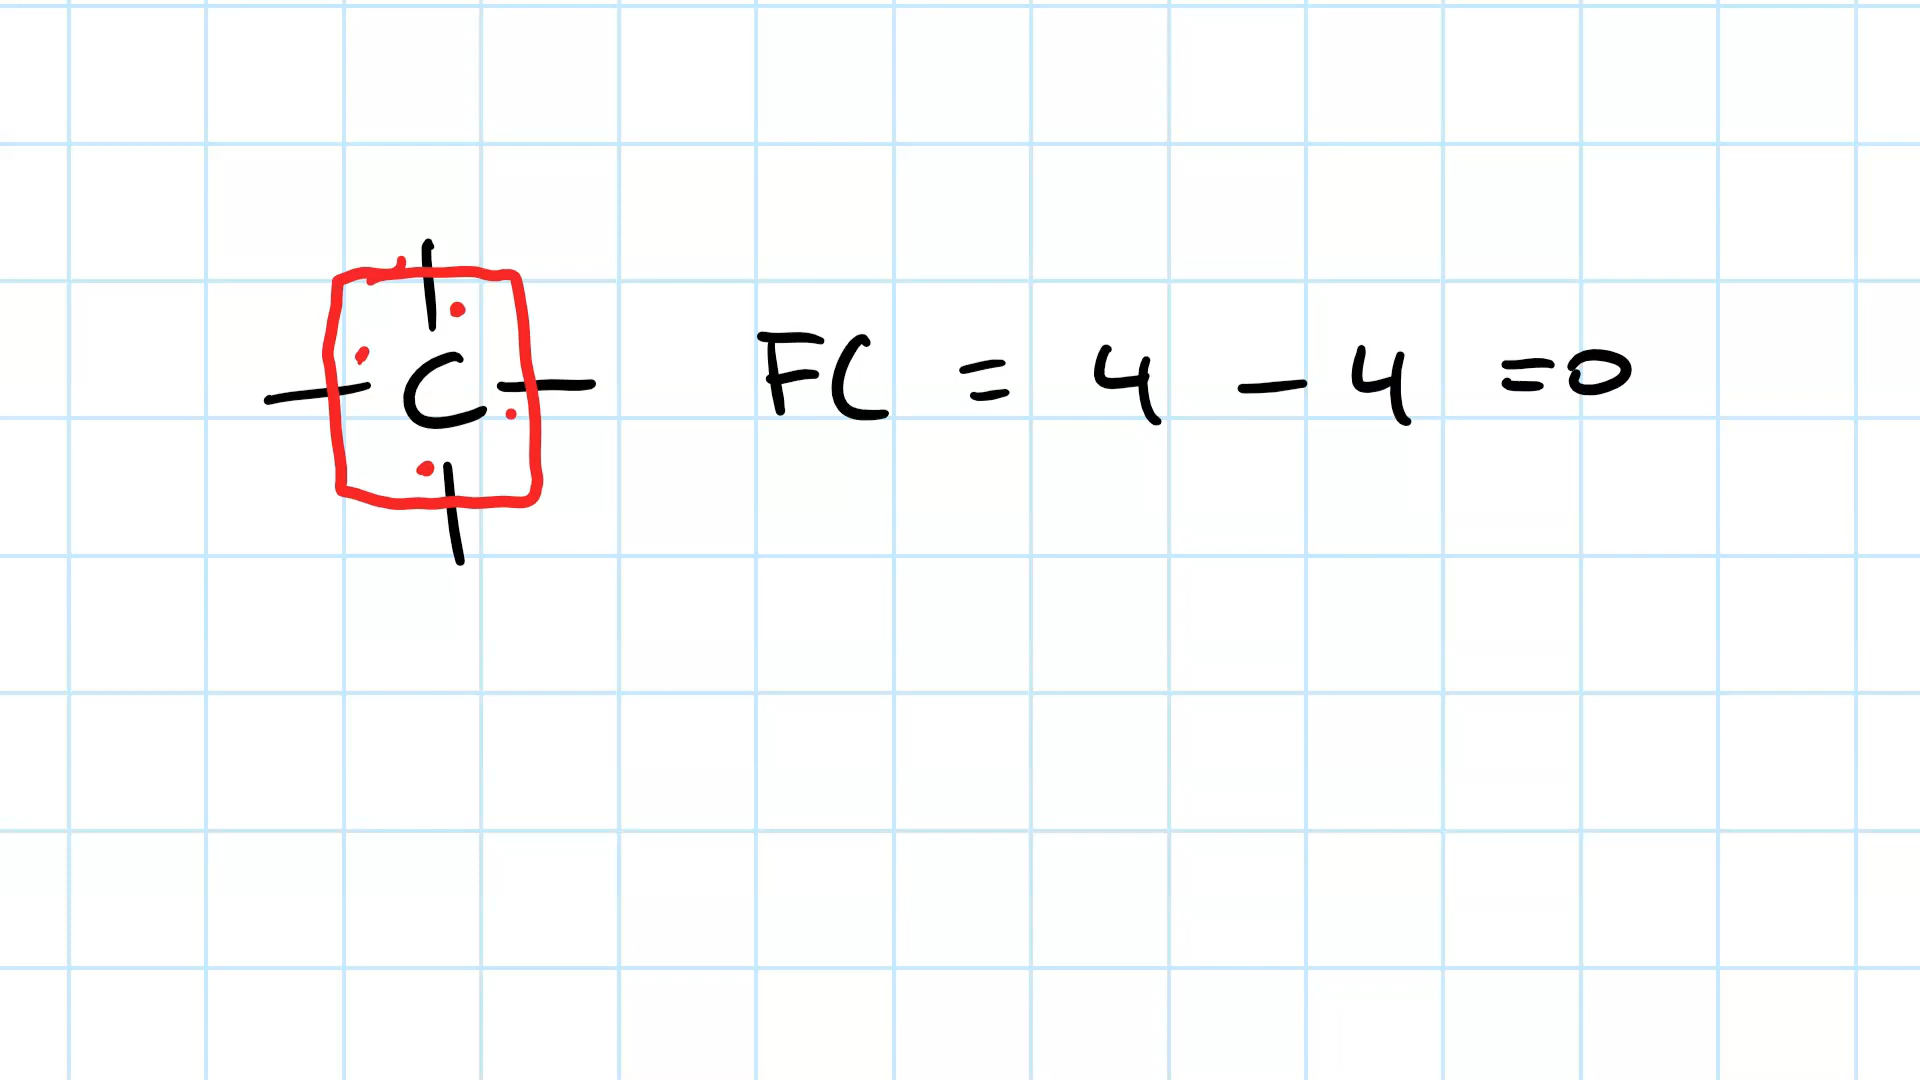 C FC = 4 - 4 = 0